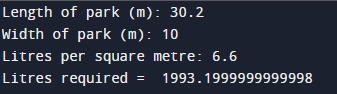 Length of park (m): 30.2
Width of park (m): 10
Litres per square metre: 6.6
Litres required =  1993.1999999999998